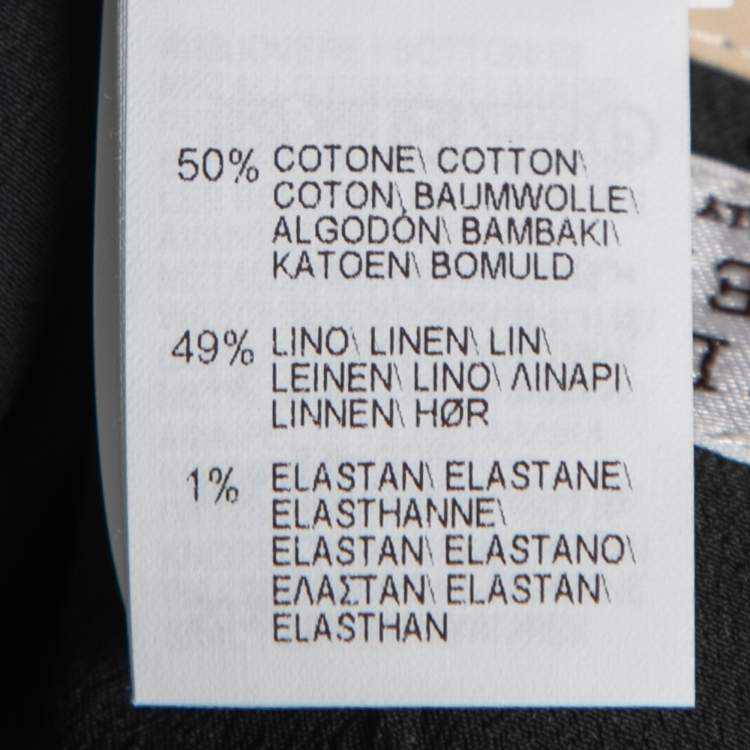 50% COTONE\ COTTON\
COTON\ BAUMWOLLE\
ALGODÓN\ BAMBAKI\
KATOEN\ BOMULD
49% LINO\ LINEN\ LIN\
LEINEN\ LINO\ ΛΙΝΑΡΙ\
LINNEN\ HØR
1% ELASTAN\ ELASTANE\
ELASTHANNE\
ELASTAN\ ELASTANO\
ΕΛΑΣΤΑΝ\ ELASTAN\
ELASTHAN